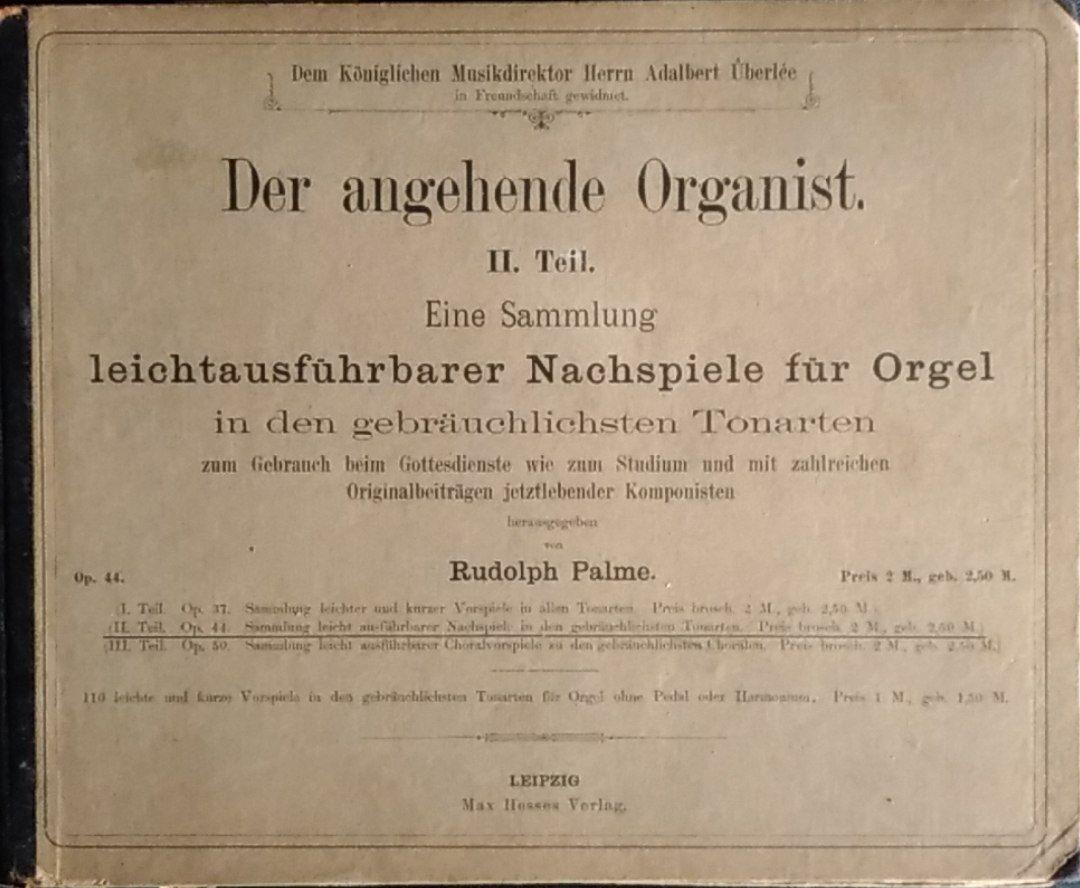 Dem Königlichen Musikdirektor Herrn Adalbert Überlée
in Freundschaft gewidmet.
Der angehende Organist.
II. Teil.
Eine Sammlung
leichtausführbarer Nachspiele für Orgel
in den gebräuchlichsten Tonarten
zum Gebrauch beim Gottesdienste wie zum Studium und mit zahlreichen
Originalbeiträgen jetztlebender Komponisten
herausgegeben
von
Op. 44. Rudolph Palme. Preis 2 M., geb. 2,50 M.
(I. Teil. Op. 37. Sammlung leichter und kurzer Vorspiele in allen Tonarten. Preis brosch. 2 M., geb. 2,50 M.)
(II. Teil. Op. 44. Sammlung leicht ausführbarer Nachspiele in den gebräuchlichsten Tonarten. Preis brosch. 2 M., geb. 2,50 M.)
(III. Teil. Op. 50. Sammlung leicht ausführbarer Choralvorspiele zu den gebräuchlichsten Chorälen. Preis brosch. 2 M., geb. 2,50 M.)
110 leichte und kurze Vorspiele in den gebräuchlichsten Tonarten für Orgel ohne Pedal oder Harmonium. Preis 1 M., geb. 1,50 M.
LEIPZIG
Max Hesses Verlag.